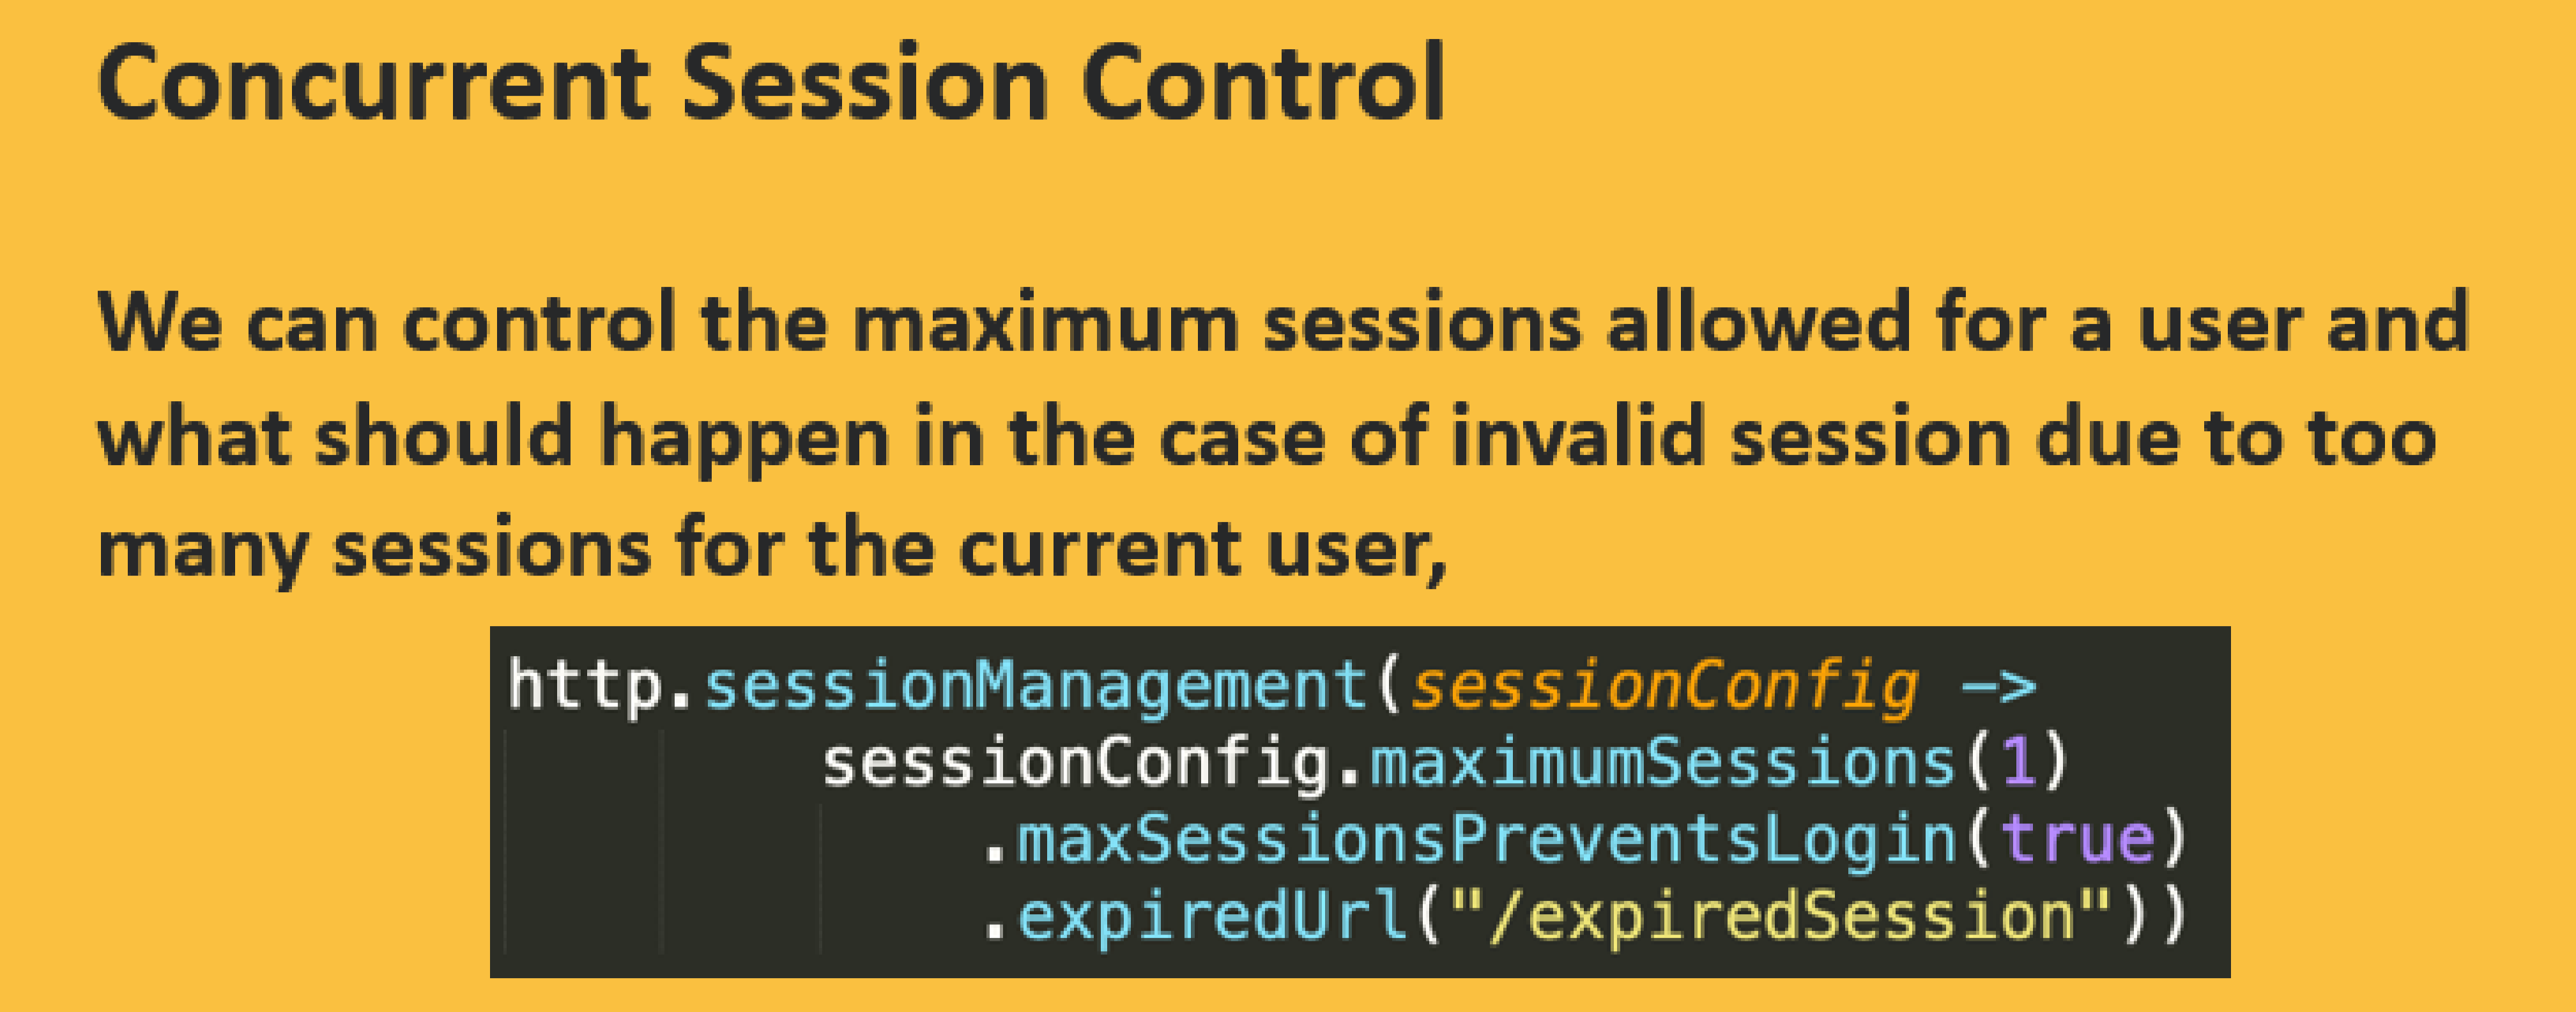 Concurrent Session Control
We can control the maximum sessions allowed for a user and
what should happen in the case of invalid session due to too
many sessions for the current user,
http.sessionManagement(sessionConfig ->
sessionConfig.maximumSessions(1)
.maxSessionsPreventsLogin(true)
.expiredUrl("/expiredSession"))